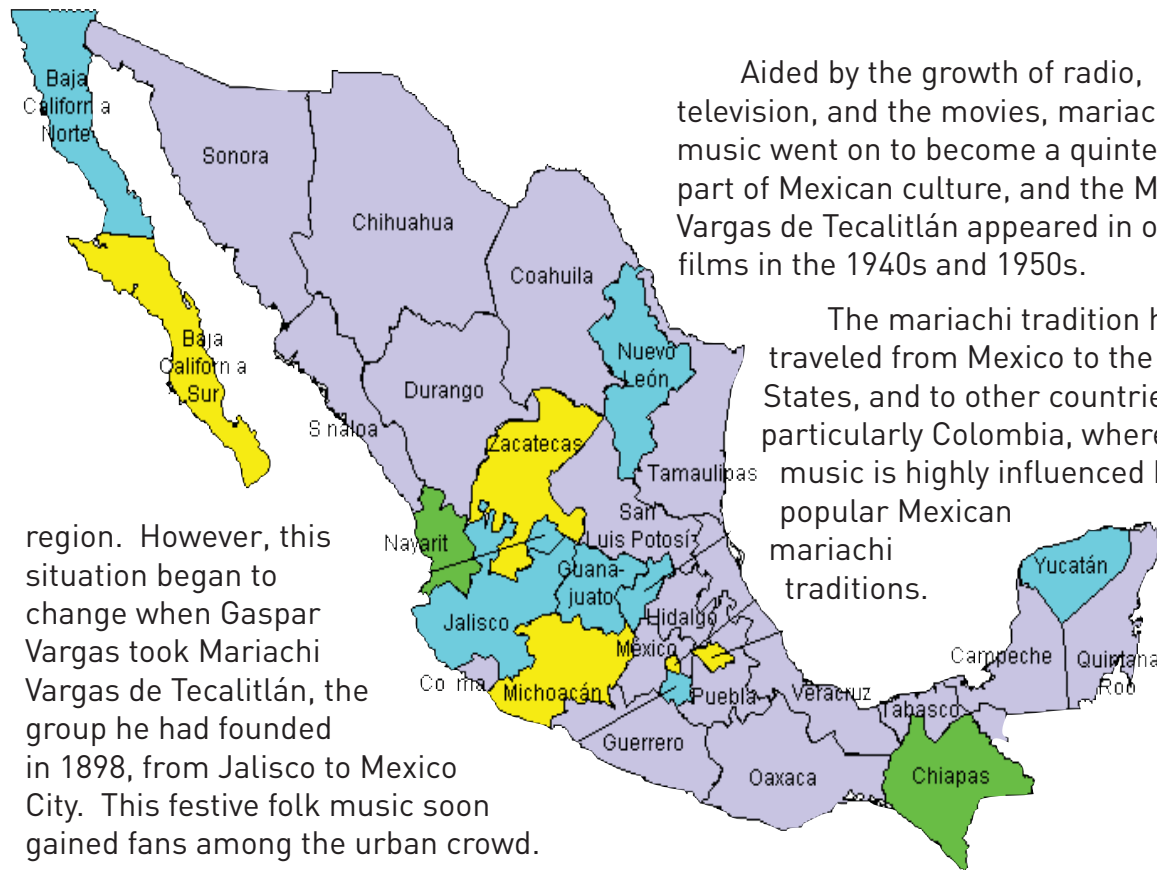 region. However, this
situation began to
change when Gaspar
Vargas took Mariachi
Vargas de Tecalitlán, the
group he had founded
in 1898, from Jalisco to Mexico
City. This festive folk music soon
gained fans among the urban crowd.
Aided by the growth of radio,
television, and the movies, mariac
music went on to become a quinte
part of Mexican culture, and the M
Vargas de Tecalitlán appeared in o
films in the 1940s and 1950s.
The mariachi tradition h
traveled from Mexico to the
States, and to other countrie
particularly Colombia, where
music is highly influenced
popular Mexican
mariachi
traditions.
Baja
Californ a
Norte
Sonora
Chihuahua
Coahuila
Baja
Californ a
Sur
Nuevo
León
Durango
S naloa
Zacatecas
Tamaulipas
San
Luis Potosí
Nayarit
Guana-
juato
Yucatán
Jalisco
Hidalgo
México
Campeche
Quintana
Roo
Co ma
Michoacán
Puebla
Veracruz
Tabasco
Guerrero
Oaxaca
Chiapas